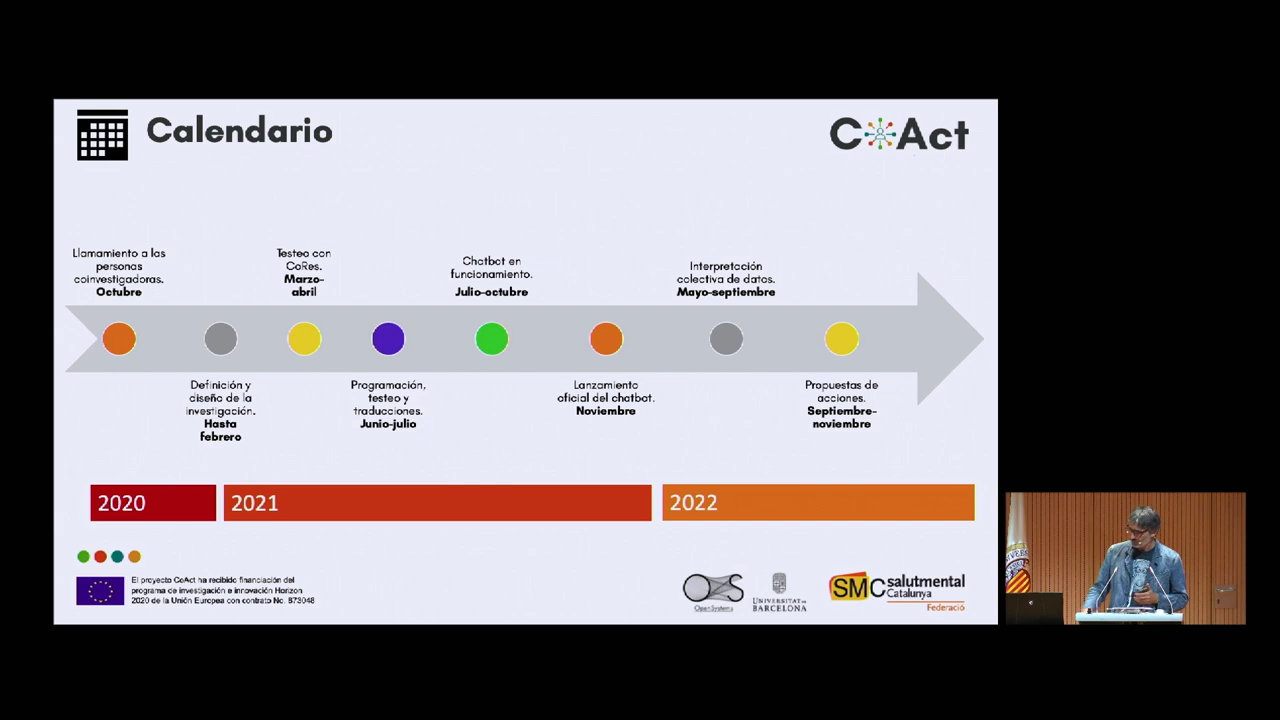 Calendario
CoAct
Llamamiento a las
personas
coinvestigadoras.
Octubre
Testeo con
CoRes.
Marzo-
abril
Chatbot en
funcionamiento.
Julio-octubre
Interpretación
colectiva de datos.
Mayo-septiembre
Definición y
diseño de la
investigación.
Hasta
febrero
Programación,
testeo y
traducciones.
Junio-julio
Lanzamiento
oficial del chatbot.
Noviembre
Propuestas de
acciones.
Septiembre-
noviembre
2020
2021
2022
El proyecto CoAct ha recibido financiación del
programa de investigación e innovación Horizon
2020 de la Unión Europea con contrato No. 873048
OpenSystems
UNIVERSITAT DE
BARCELONA
SMC salutmental
Catalunya
Federació